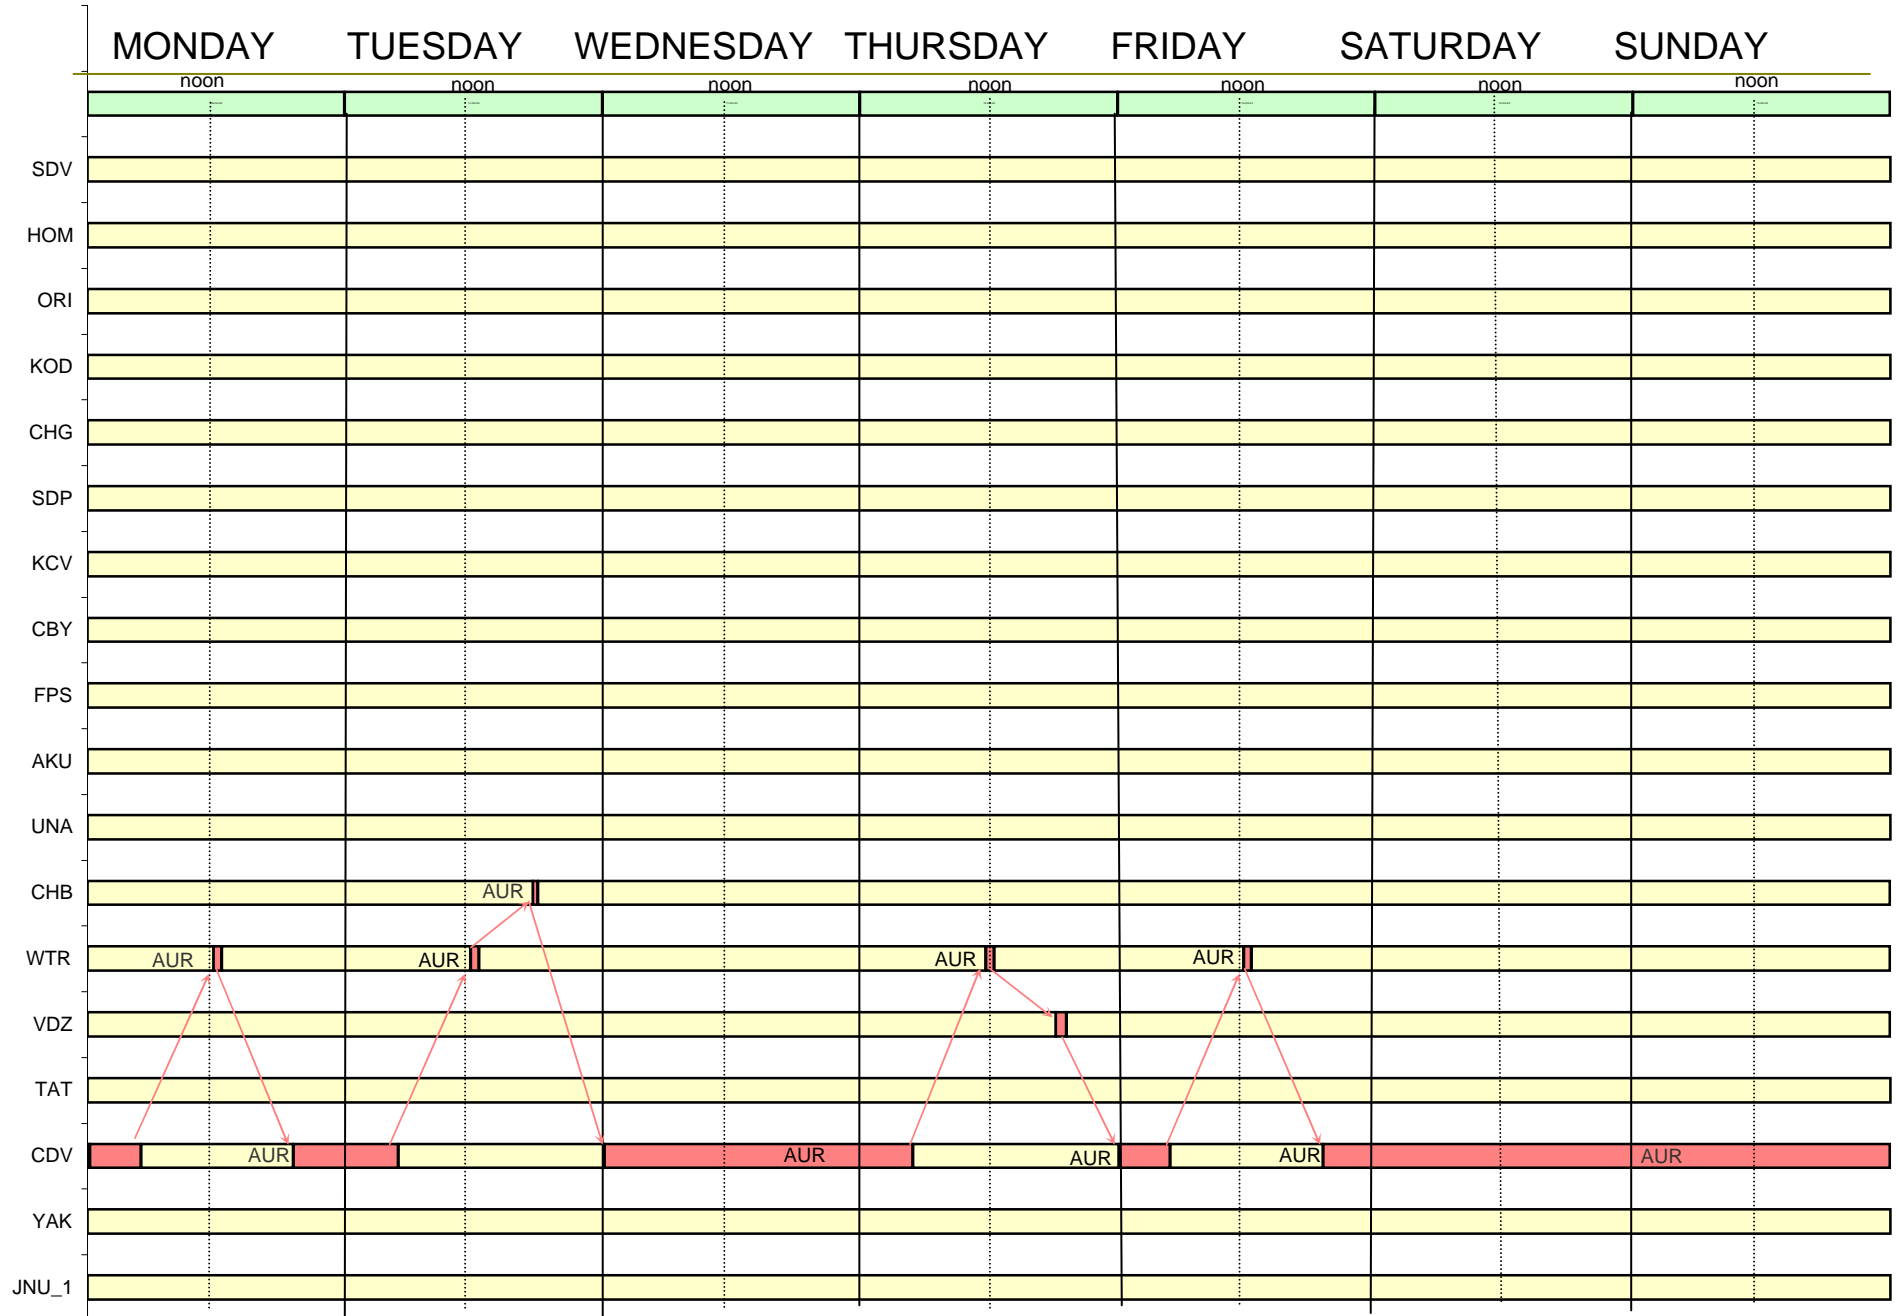 MONDAY TUESDAY WEDNESDAY THURSDAY FRIDAY SATURDAY SUNDAY
noon noon noon noon noon noon noon
SDV
HOM
ORI
KOD
CHG
SDP
KCV
CBY
FPS
AKU
UNA
CHB AUR
WTR AUR AUR AUR AUR
VDZ
TAT
CDV AUR AUR AUR AUR AUR
YAK
JNU_1